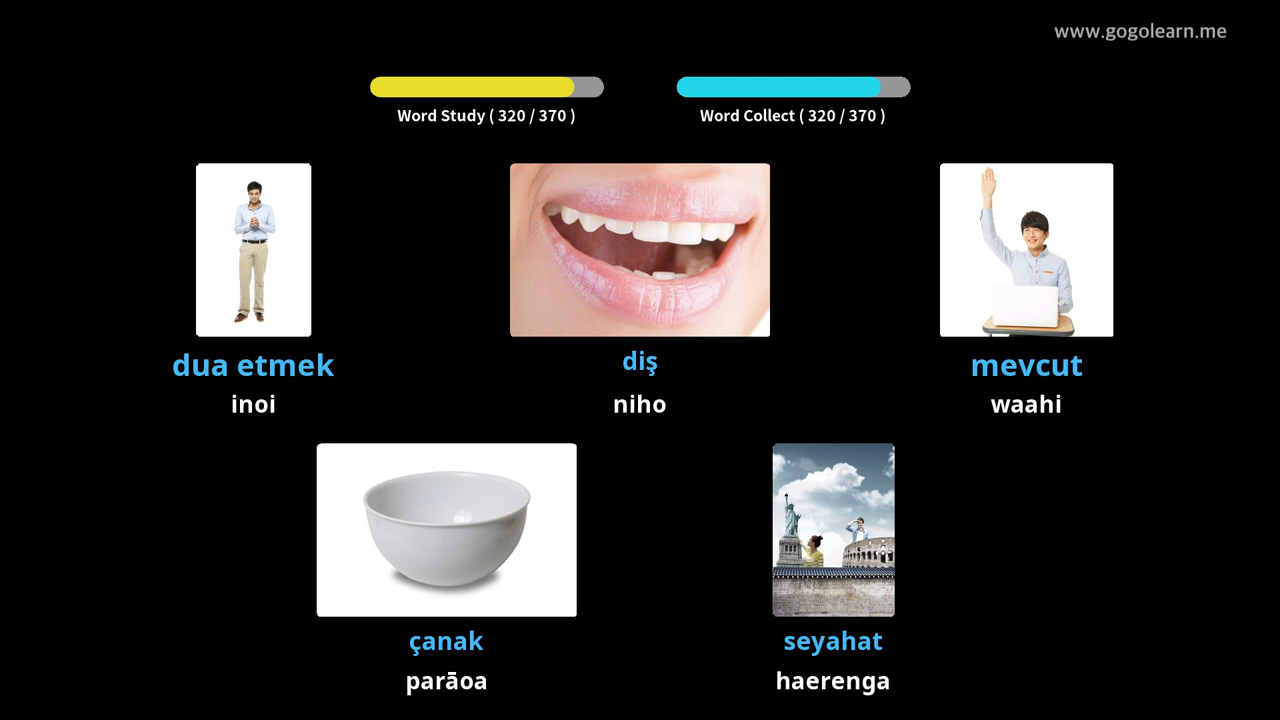 www.gogolearn.me
Word Study ( 320 / 370 )
Word Collect ( 320 / 370 )
dua etmek
inoi
diş
niho
mevcut
waahi
çanak
parāoa
seyahat
haerenga